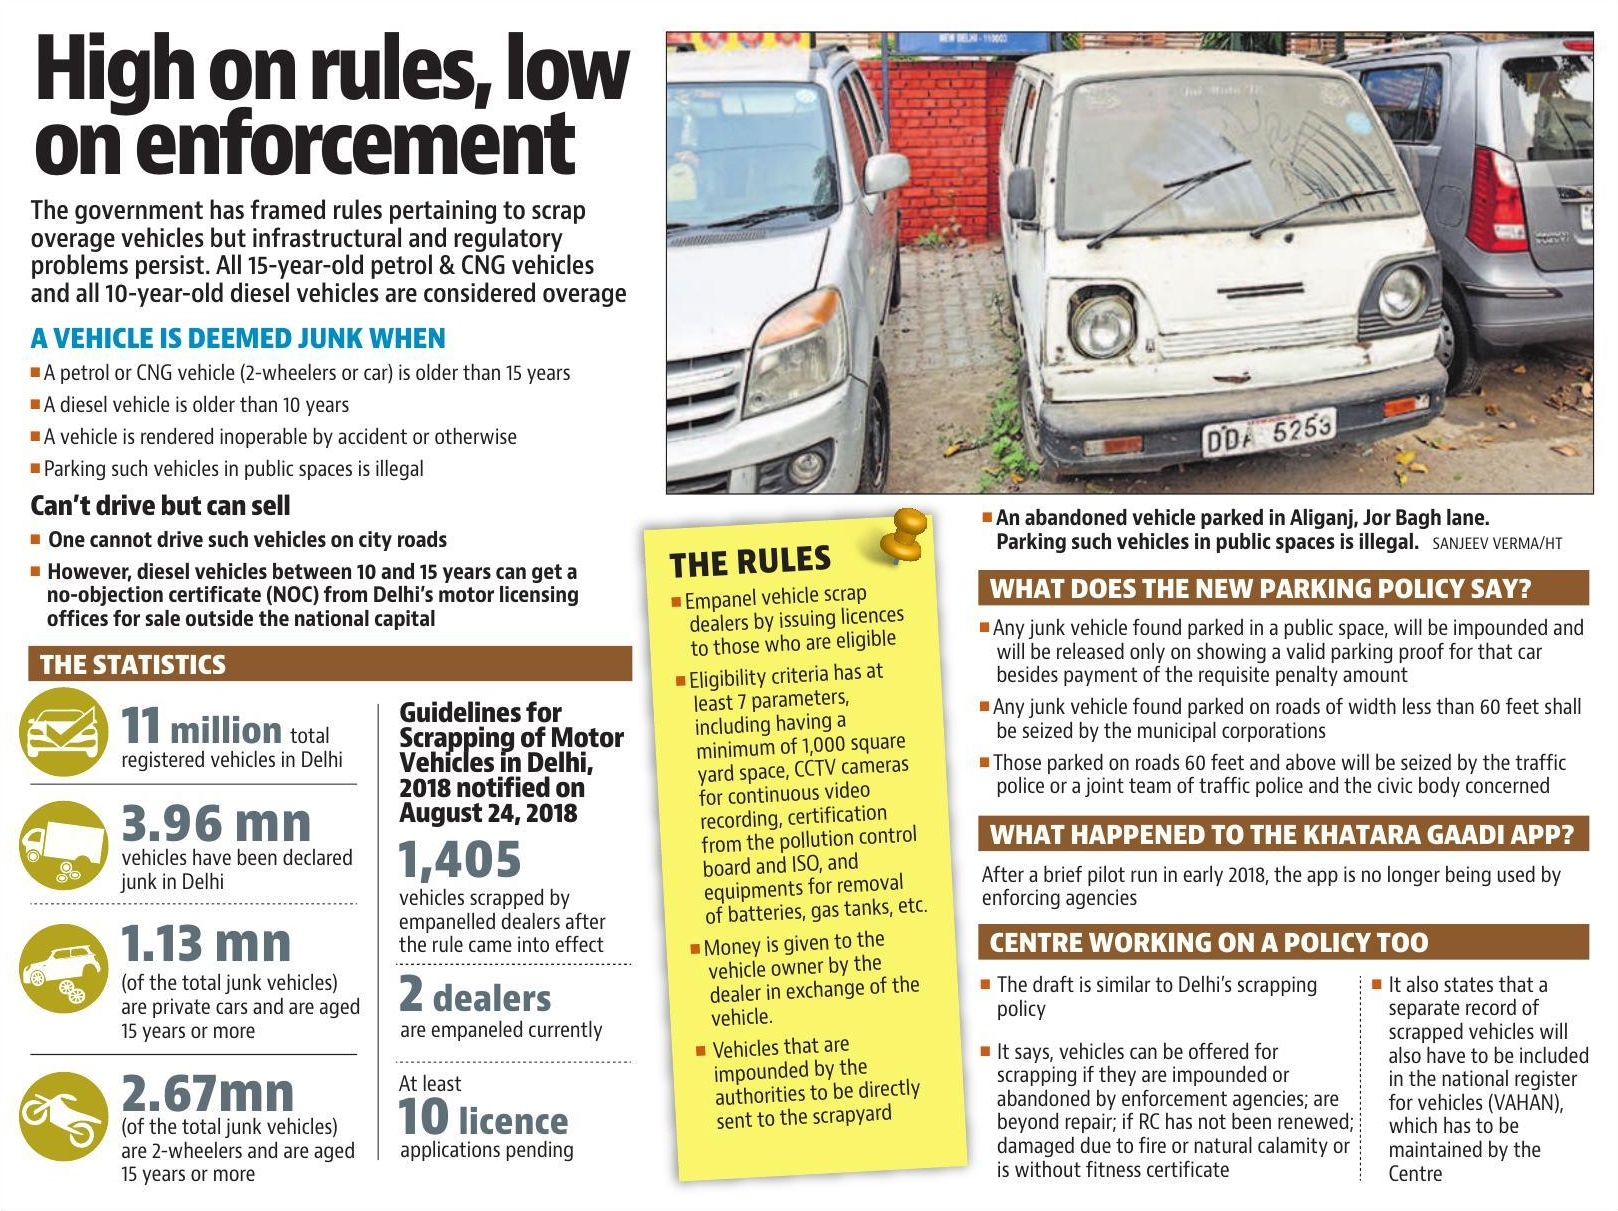 High on rules, low
on enforcement
The government has framed rules pertaining to scrap
overage vehicles but infrastructural and regulatory
problems persist. All 15-year-old petrol & CNG vehicles
and all 10-year-old diesel vehicles are considered overage
A VEHICLE IS DEEMED JUNK WHEN
A petrol or CNG vehicle (2-wheelers or car) is older than 15 years
A diesel vehicle is older than 10 years
A vehicle is rendered inoperable by accident or otherwise
Parking such vehicles in public spaces is illegal
Can't drive but can sell
One cannot drive such vehicles on city roads
However, diesel vehicles between 10 and 15 years can get a
no-objection certificate (NOC) from Delhi's motor licensing
offices for sale outside the national capital
THE STATISTICS
11 million total
registered vehicles in Delhi
3.96 mn
vehicles have been declared
junk in Delhi
1.13 mn
(of the total junk vehicles)
are private cars and are aged
15 years or more
2.67mn
(of the total junk vehicles)
are 2-wheelers and are aged
15 years or more
Guidelines for
Scrapping of Motor
Vehicles in Delhi,
2018 notified on
August 24, 2018
1,405
vehicles scrapped by
empanelled dealers after
the rule came into effect
2 dealers
are empaneled currently
At least
10 licence
applications pending
THE RULES
Empanel vehicle scrap
dealers by issuing licences
to those who are eligible
Eligibility criteria has at
least 7 parameters,
including having a
minimum of 1,000 square
yard space, CCTV cameras
for continuous video
recording, certification
from the pollution control
board and ISO, and
equipments for removal
of batteries, gas tanks, etc.
Money is given to the
vehicle owner by the
dealer in exchange of the
vehicle.
Vehicles that are
impounded by the
authorities to be directly
sent to the scrapyard
NEW DELHI - 110003
DDA 5253
An abandoned vehicle parked in Aliganj, Jor Bagh lane.
Parking such vehicles in public spaces is illegal. SANJEEV VERMA/HT
WHAT DOES THE NEW PARKING POLICY SAY?
Any junk vehicle found parked in a public space, will be impounded and
will be released only on showing a valid parking proof for that car
besides payment of the requisite penalty amount
Any junk vehicle found parked on roads of width less than 60 feet shall
be seized by the municipal corporations
Those parked on roads 60 feet and above will be seized by the traffic
police or a joint team of traffic police and the civic body concerned
WHAT HAPPENED TO THE KHATARA GAADI APP?
After a brief pilot run in early 2018, the app is no longer being used by
enforcing agencies
CENTRE WORKING ON A POLICY TOO
The draft is similar to Delhi's scrapping
policy
It says, vehicles can be offered for
scrapping if they are impounded or
abandoned by enforcement agencies; are
beyond repair; if RC has not been renewed;
damaged due to fire or natural calamity or
is without fitness certificate
It also states that a
separate record of
scrapped vehicles will
also have to be included
in the national register
for vehicles (VAHAN),
which has to be
maintained by the
Centre